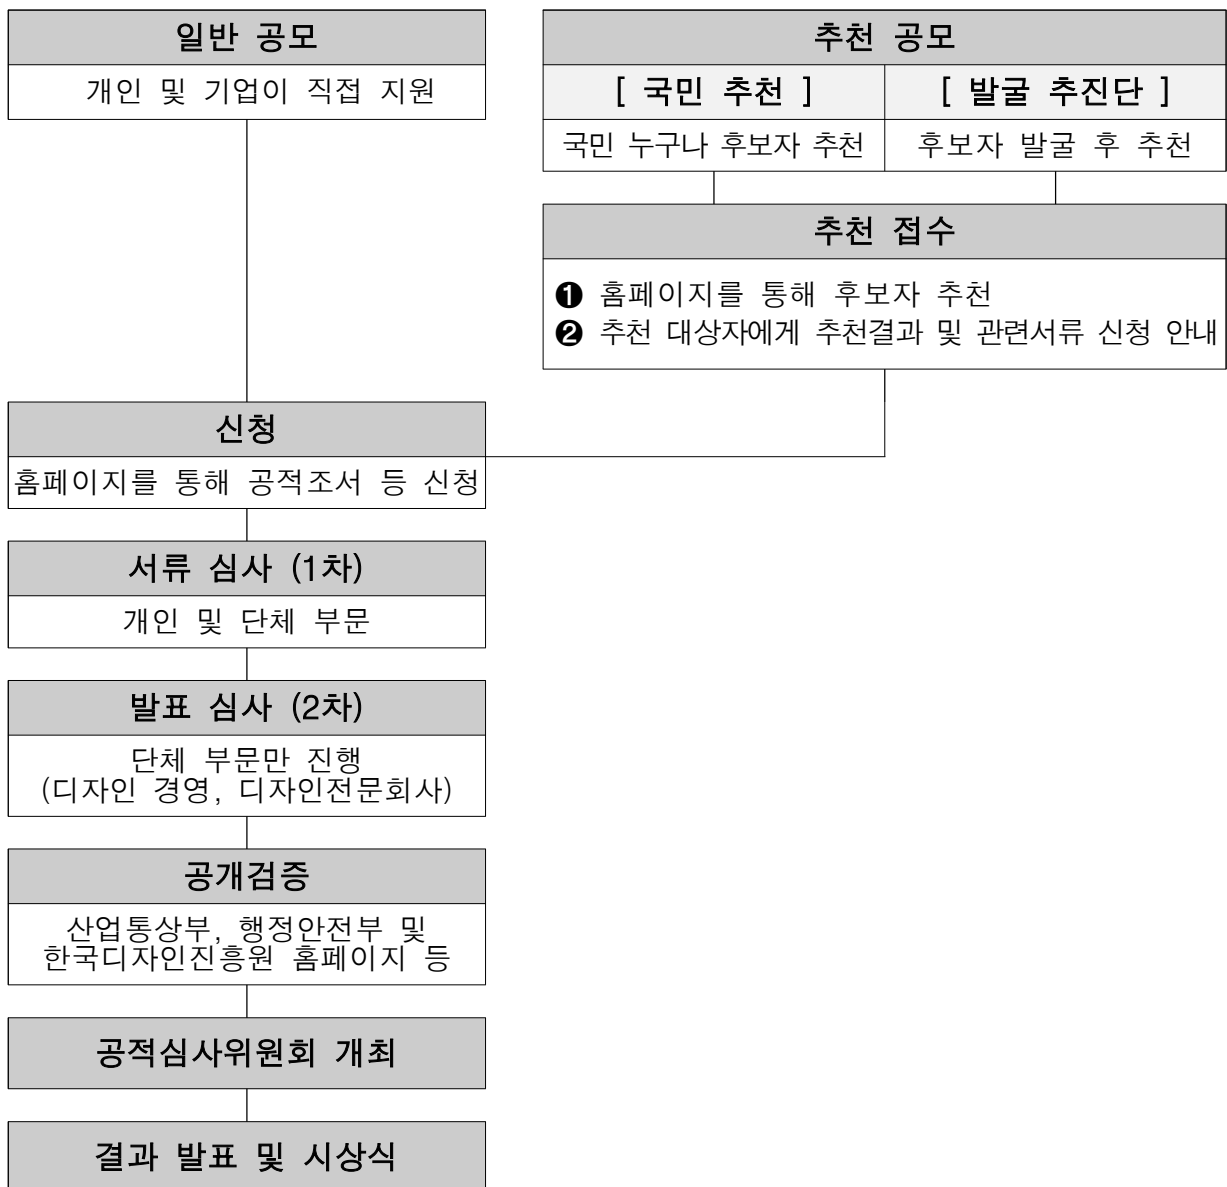 일반 공모
개인 및 기업이 직접 지원
추천 공모
[ 국민 추천 ]
[ 발굴 추진단 ]
국민 누구나 후보자 추천
후보자 발굴 후 추천
추천 접수
❶ 홈페이지를 통해 후보자 추천
❷ 추천 대상자에게 추천결과 및 관련서류 신청 안내
신청
홈페이지를 통해 공적조서 등 신청
서류 심사 (1차)
개인 및 단체 부문
발표 심사 (2차)
단체 부문만 진행
(디자인 경영, 디자인전문회사)
공개검증
산업통상부, 행정안전부 및
한국디자인진흥원 홈페이지 등
공적심사위원회 개최
결과 발표 및 시상식